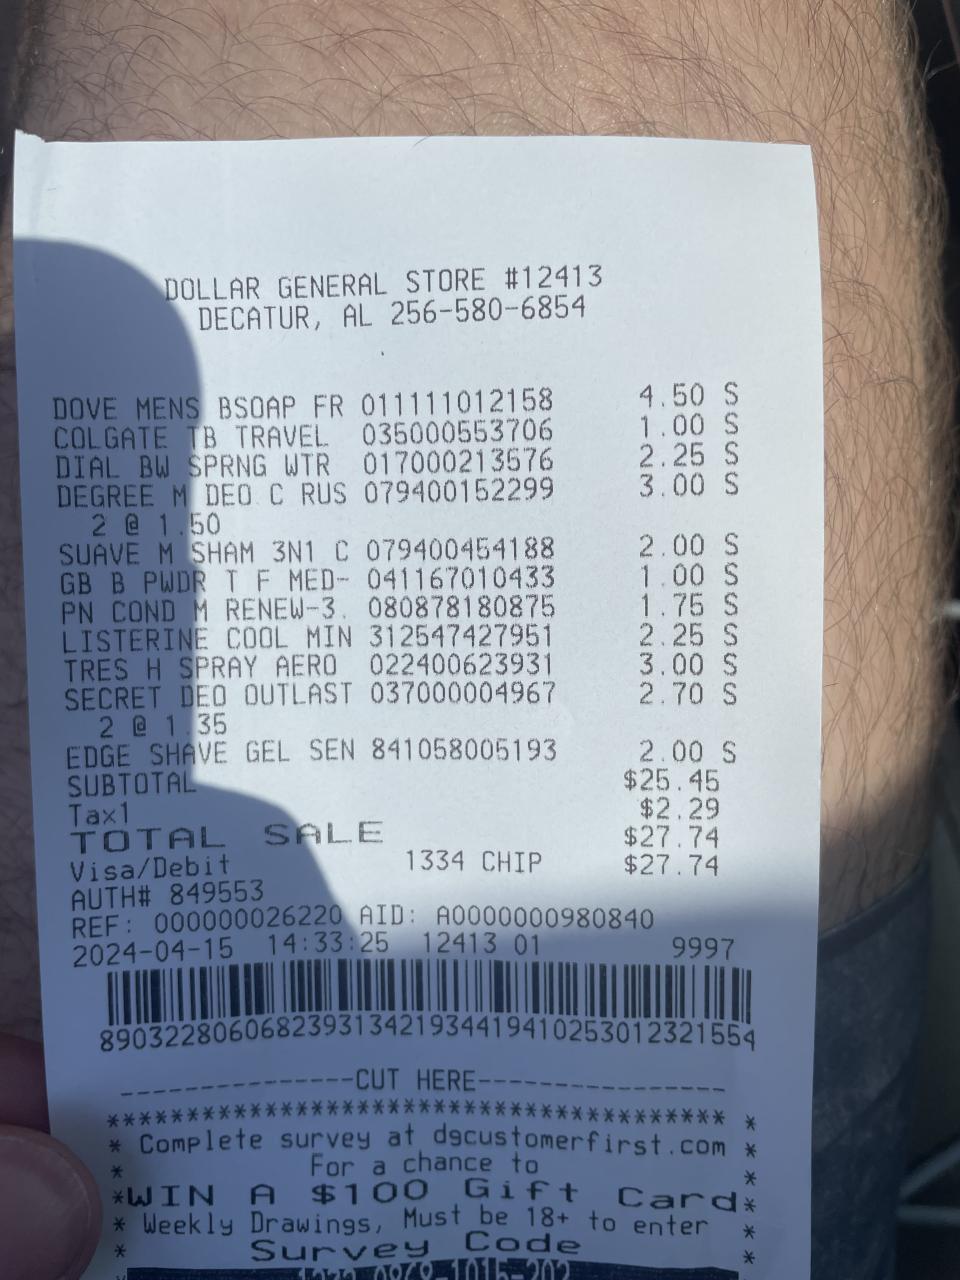 DOLLAR GENERAL STORE #12413
DECATUR, AL 256-580-6854
DOVE MENS BSOAP FR 011111012158 4.50 S
COLGATE TB TRAVEL 035000553706 1.00 S
DIAL BW SPRNG WTR 017000213576 2.25 S
DEGREE M DEO C RUS 079400152299 3.00 S
2 @ 1.50
SUAVE M SHAM 3N1 C 079400454188 2.00 S
GB B PWDR T F MED- 041167010433 1.00 S
PN COND M RENEW-3. 080878180875 1.75 S
LISTERINE COOL MIN 312547427951 2.25 S
TRES H SPRAY AERO 022400623931 3.00 S
SECRET DEO OUTLAST 037000004967 2.70 S
2 @ 1.35
EDGE SHAVE GEL SEN 841058005193 2.00 S
SUBTOTAL $25.45
Tax1 $2.29
TOTAL SALE $27.74
Visa/Debit 1334 CHIP $27.74
AUTH# 849553
REF: 000000026220 AID: A0000000980840
2024-04-15 14:33:25 12413 01 9997
890322806068239313421934419410253012321554
---------------CUT HERE----------------
**************************************
* Complete survey at dgcustomerfirst.com *
* For a chance to *
*WIN A $100 Gift Card*
* Weekly Drawings, Must be 18+ to enter *
* Survey Code *